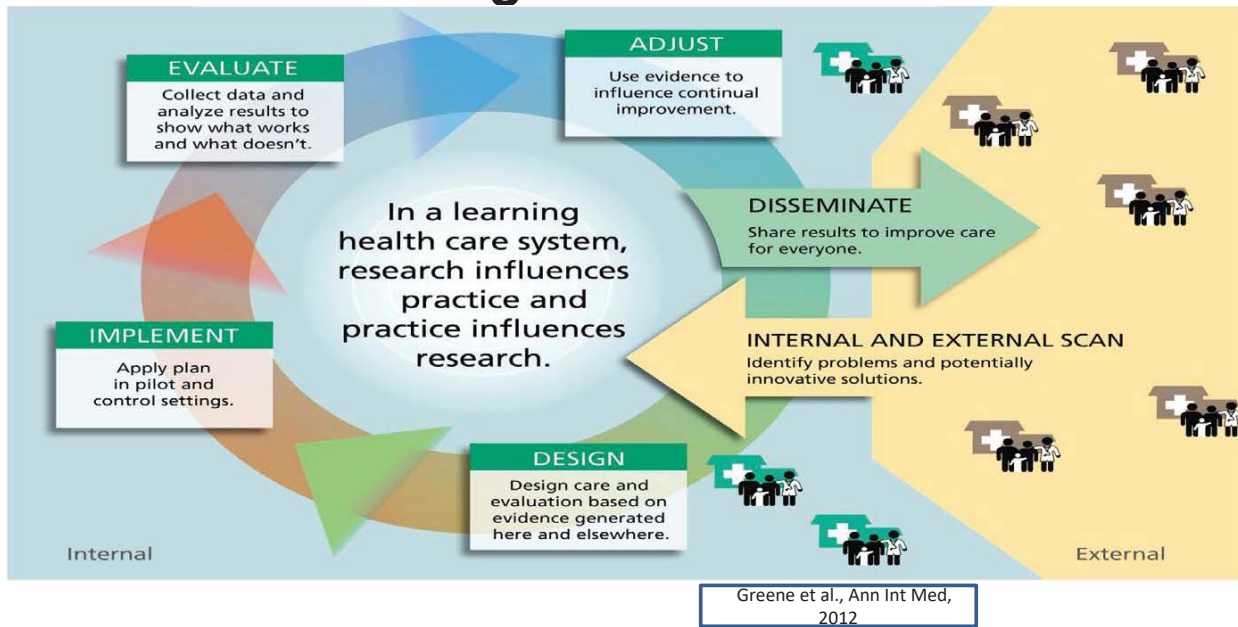 g
EVALUATE
Collect data and
analyze results to
show what works
and what doesn't.
ADJUST
Use evidence to
influence continual
improvement.
In a learning
health care system,
research influences
practice and
practice influences
research.
DISSEMINATE
Share results to improve care
for everyone.
INTERNAL AND EXTERNAL SCAN
Identify problems and potentially
innovative solutions.
IMPLEMENT
Apply plan
in pilot and
control settings.
DESIGN
Design care and
evaluation based on
evidence generated
here and elsewhere.
Internal
External
Greene et al., Ann Int Med,
2012